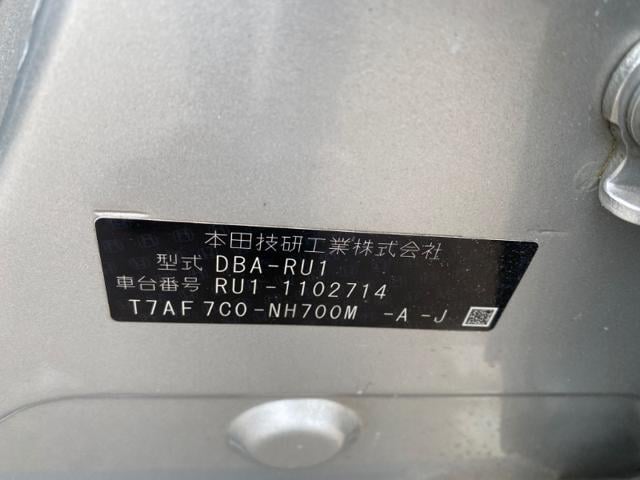 本田技研工業株式会社
型式 DBA-RU1
車台番号 RU1-1102714
T7AF 7C0-NH700M -A -J